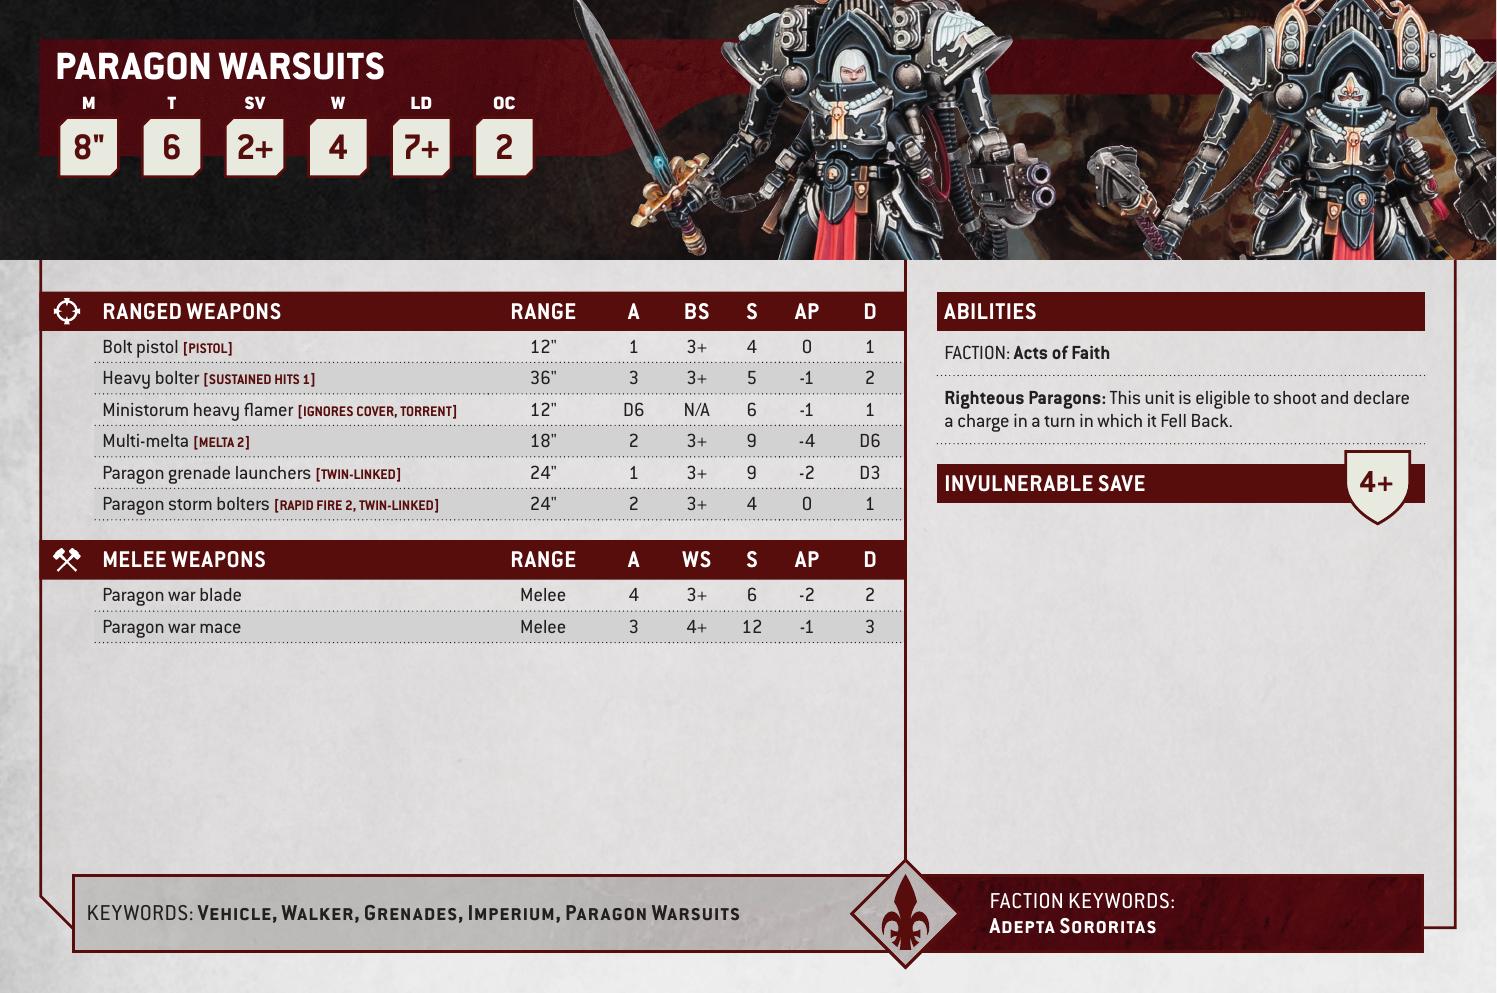 PARAGON WARSUITS
M T SV W LD OC
8" 6 2+ 4 7+ 2
RANGED WEAPONS RANGE A BS S AP D
Bolt pistol [PISTOL] 12" 1 3+ 4 0 1
Heavy bolter [SUSTAINED HITS 1] 36" 3 3+ 5 -1 2
Ministorum heavy flamer [IGNORES COVER, TORRENT] 12" D6 N/A 6 -1 1
Multi-melta [MELTA 2] 18" 2 3+ 9 -4 D6
Paragon grenade launchers [TWIN-LINKED] 24" 1 3+ 9 -2 D3
Paragon storm bolters [RAPID FIRE 2, TWIN-LINKED] 24" 2 3+ 4 0 1
MELEE WEAPONS RANGE A WS S AP D
Paragon war blade Melee 4 3+ 6 -2 2
Paragon war mace Melee 3 4+ 12 -1 3
ABILITIES
FACTION: Acts of Faith
Righteous Paragons: This unit is eligible to shoot and declare
a charge in a turn in which it Fell Back.
INVULNERABLE SAVE 4+
KEYWORDS: VEHICLE, WALKER, GRENADES, IMPERIUM, PARAGON WARSUITS
FACTION KEYWORDS:
ADEPTA SORORITAS